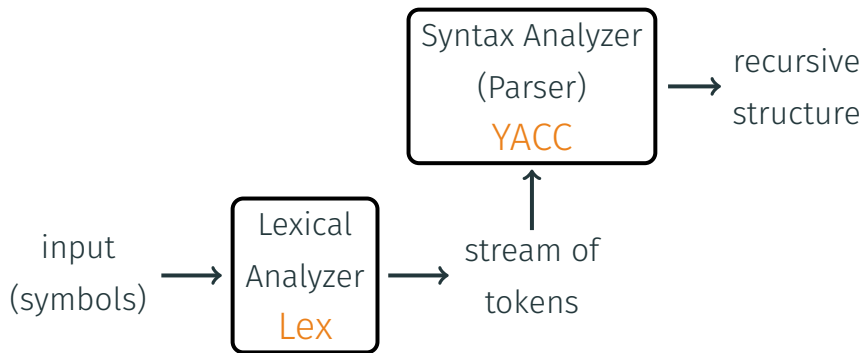 input
(symbols)
Lexical
Analyzer
Lex
stream of
tokens
Syntax Analyzer
(Parser)
YACC
recursive
structure